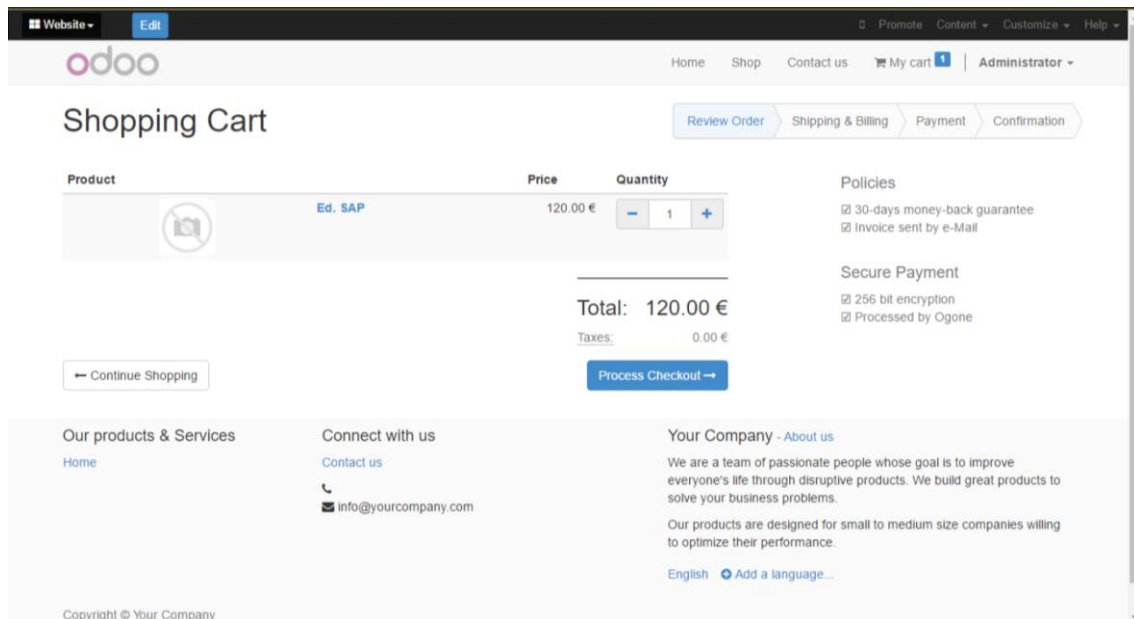 Website
Edit
Promote Content Customize Help
odoo
Home Shop Contact us My cart 1 Administrator
Shopping Cart
Review Order Shipping & Billing Payment Confirmation
Product Price Quantity
Ed. SAP 120.00 € - 1 +
Total: 120.00 €
Taxes: 0.00 €
← Continue Shopping
Process Checkout →
Policies
30-days money-back guarantee
Invoice sent by e-Mail
Secure Payment
256 bit encryption
Processed by Ogone
Our products & Services
Home
Connect with us
Contact us
info@yourcompany.com
Your Company - About us
We are a team of passionate people whose goal is to improve
everyone's life through disruptive products. We build great products to
solve your business problems.
Our products are designed for small to medium size companies willing
to optimize their performance.
English Add a language...
Copyright © Your Company